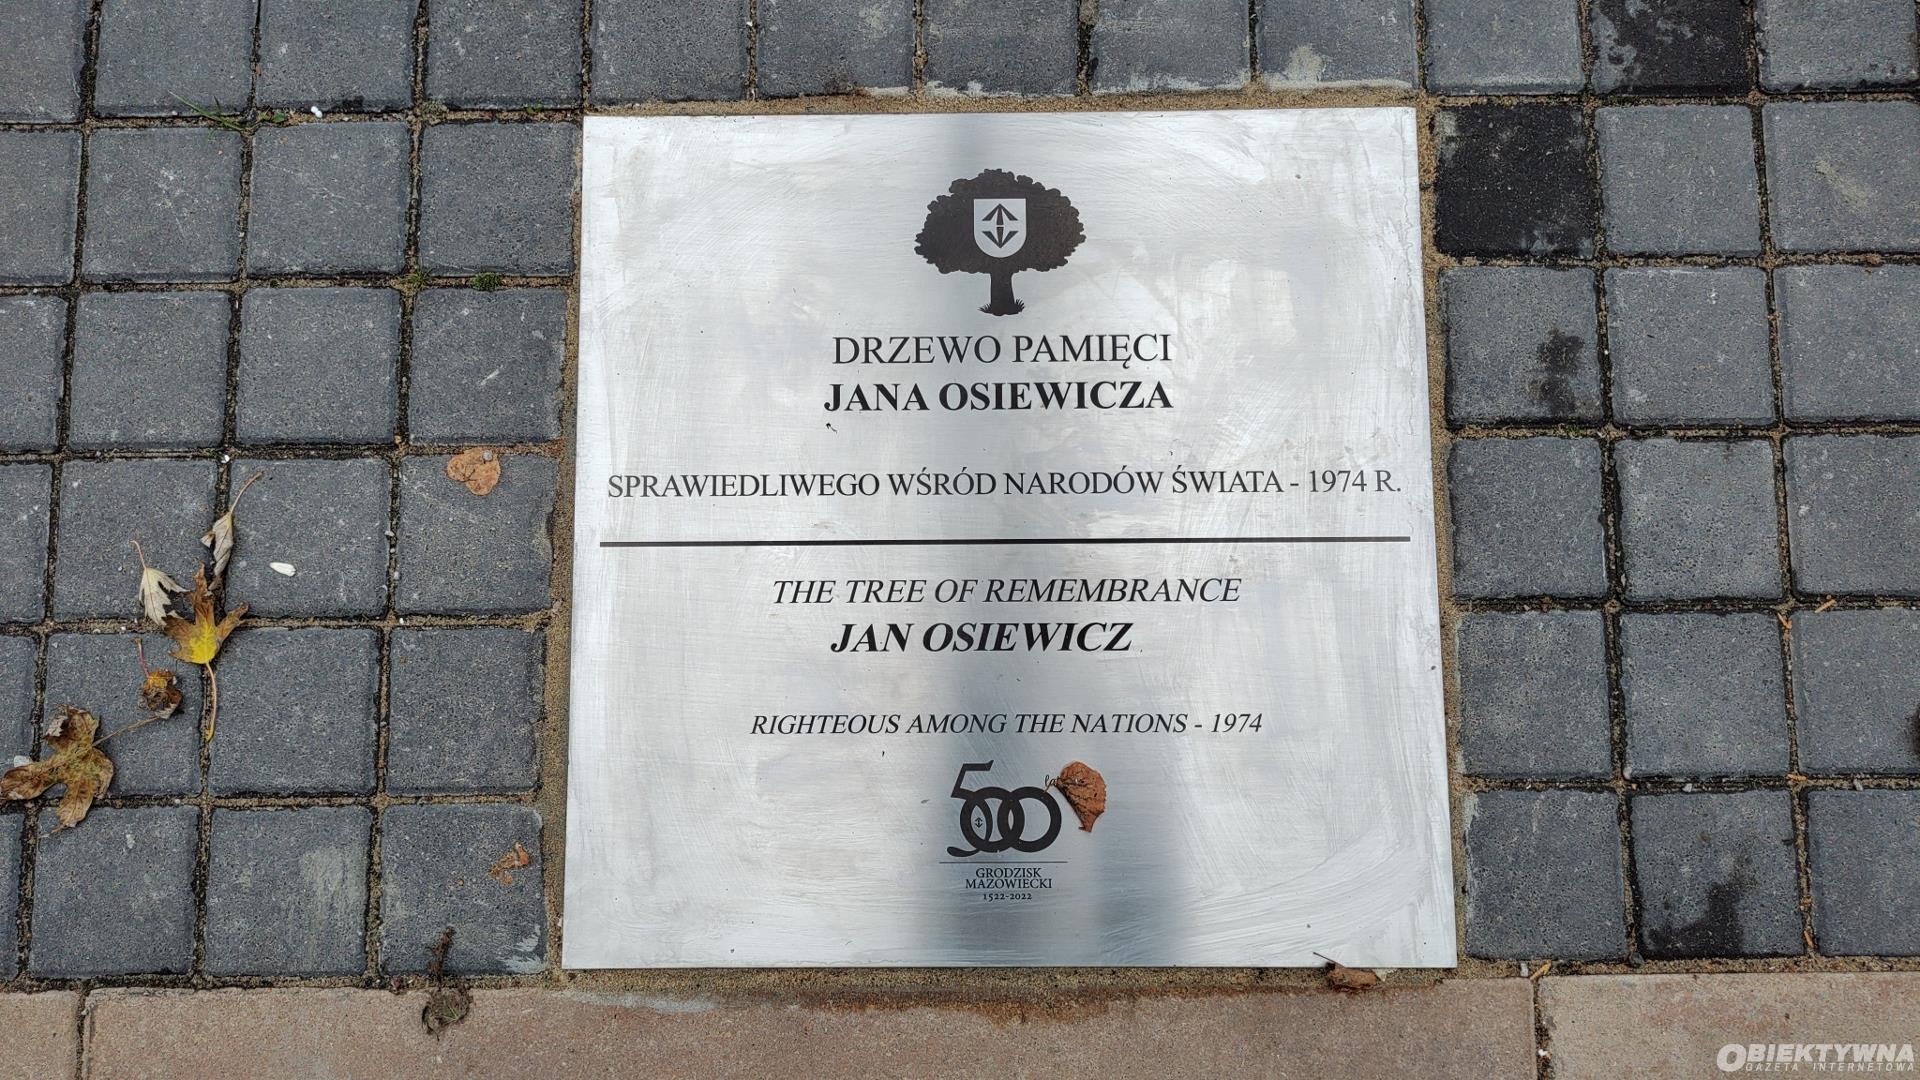 DRZEWO PAMIĘCI
JANA OSIEWICZA
SPRAWIEDLIWEGO WŚRÓD NARODÓW ŚWIATA - 1974 R.
THE TREE OF REMEMBRANCE
JAN OSIEWICZ
RIGHTEOUS AMONG THE NATIONS - 1974
500
GRODZISK
MAZOWIECKI
1522-2022
OBIEKTYWNA
GAZETA INTERNETOWA